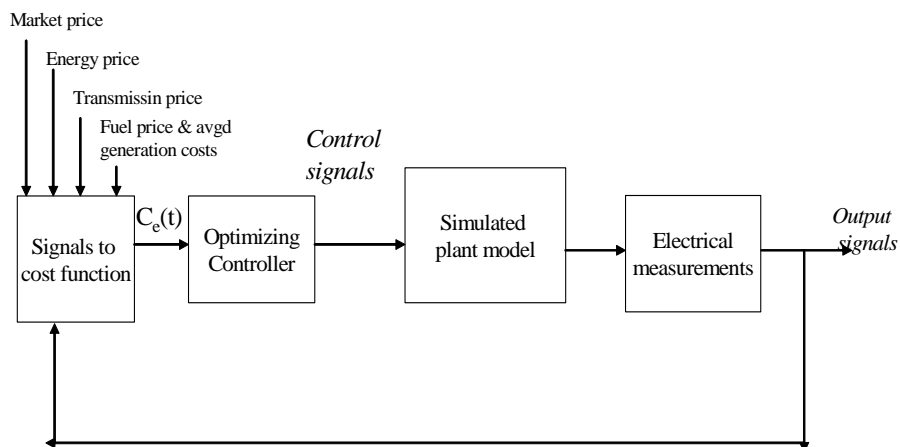 Market price
Energy price
Transmissin price
Fuel price & avgd
generation costs
Control
signals
C_e(t)
Signals to
cost function
Optimizing
Controller
Simulated
plant model
Electrical
measurements
Output
signals